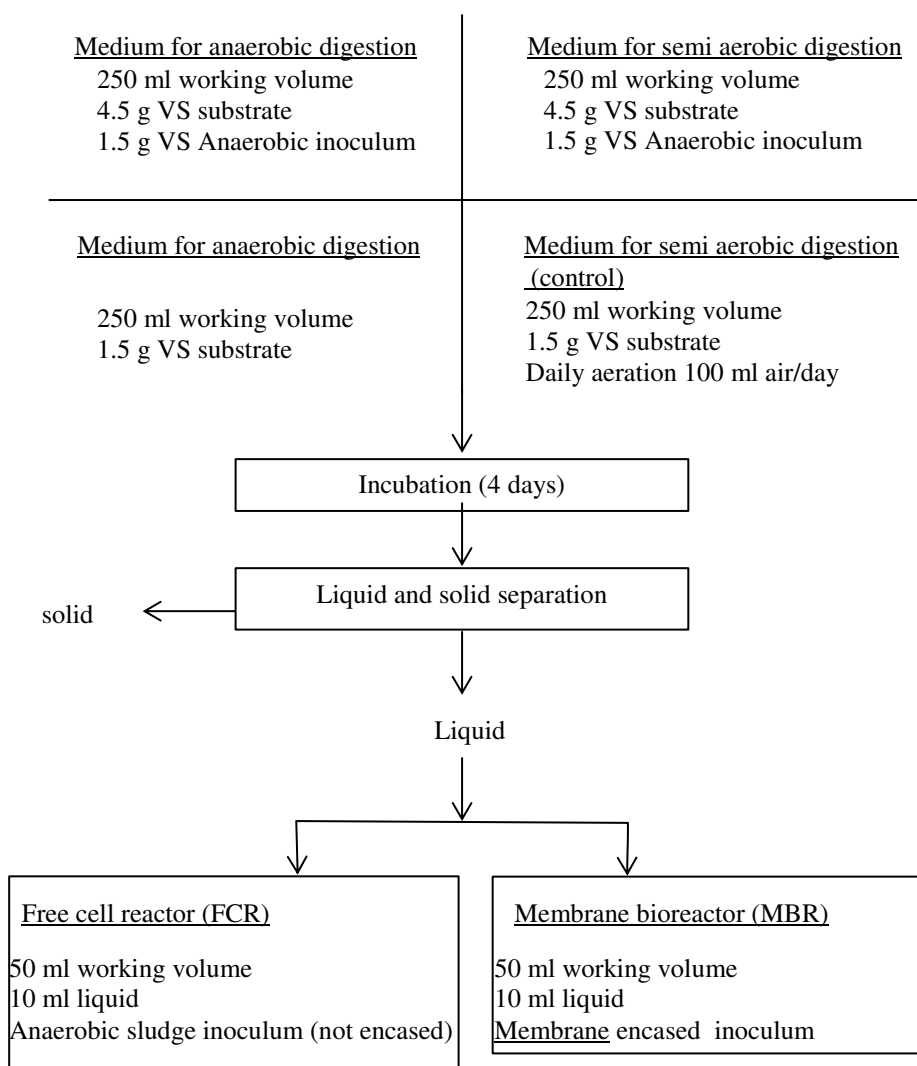 Medium for anaerobic digestion
250 ml working volume
4.5 g VS substrate
1.5 g VS Anaerobic inoculum
Medium for semi aerobic digestion
250 ml working volume
4.5 g VS substrate
1.5 g VS Anaerobic inoculum
Medium for anaerobic digestion
250 ml working volume
1.5 g VS substrate
Medium for semi aerobic digestion
(control)
250 ml working volume
1.5 g VS substrate
Daily aeration 100 ml air/day
Incubation (4 days)
Liquid and solid separation
solid
Liquid
Free cell reactor (FCR)
50 ml working volume
10 ml liquid
Anaerobic sludge inoculum (not encased)
Membrane bioreactor (MBR)
50 ml working volume
10 ml liquid
Membrane encased inoculum